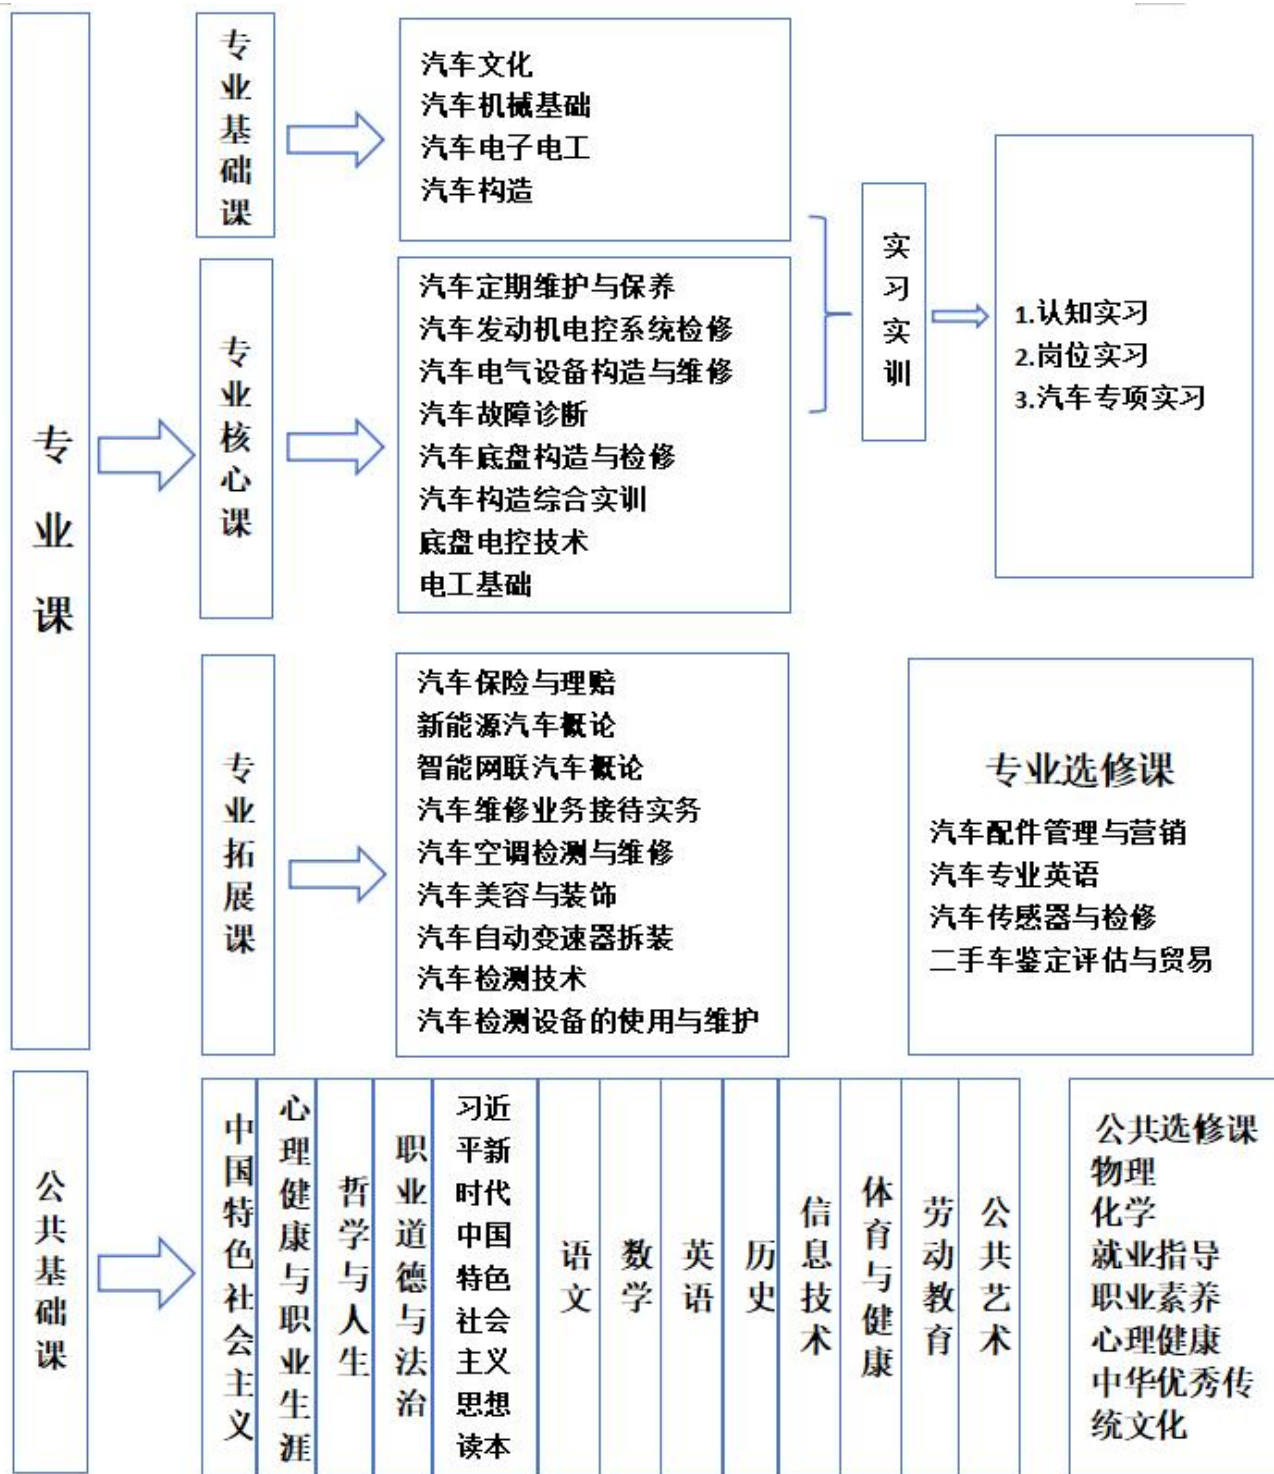 专业课
专业基础课
汽车文化
汽车机械基础
汽车电子电工
汽车构造
专业核心课
汽车定期维护与保养
汽车发动机电控系统检修
汽车电气设备构造与维修
汽车故障诊断
汽车底盘构造与检修
汽车构造综合实训
底盘电控技术
电工基础
实习实训
1.认知实习
2.岗位实习
3.汽车专项实习
专业拓展课
汽车保险与理赔
新能源汽车概论
智能网联汽车概论
汽车维修业务接待实务
汽车空调检测与维修
汽车美容与装饰
汽车自动变速器拆装
汽车检测技术
汽车检测设备的使用与维护
专业选修课
汽车配件管理与营销
汽车专业英语
汽车传感器与检修
二手车鉴定评估与贸易
公共基础课
中国特色社会主义
心理健康与职业生涯
哲学与人生
职业道德与法治
习近
平新
时代
中国
特色
社会
主义
思想
读本
语文
数学
英语
历史
信息技术
体育与健康
劳动教育
公共艺术
公共选修课
物理
化学
就业指导
职业素养
心理健康
中华优秀传
统文化